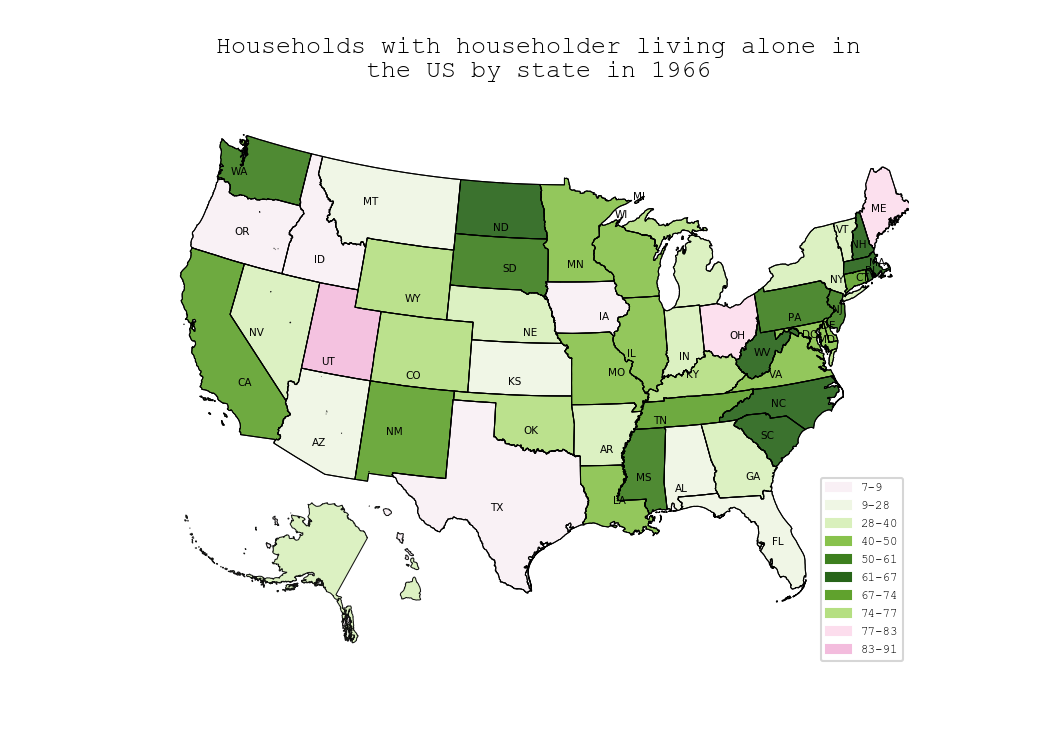 Households with householder living alone in
the US by state in 1966
WA
MT
ND
MI
WI
ME
VT
NH
OR
ID
SD
MN
MA
WY
NY
CT
NV
NE
IA
PA
NJ
UT
CO
KS
MO
IL
IN
OH
WV
DC
DE
MD
KY
VA
CA
AZ
NM
OK
AR
TN
NC
SC
TX
LA
MS
AL
GA
FL
7-9
9-28
28-40
40-50
50-61
61-67
67-74
74-77
77-83
83-91